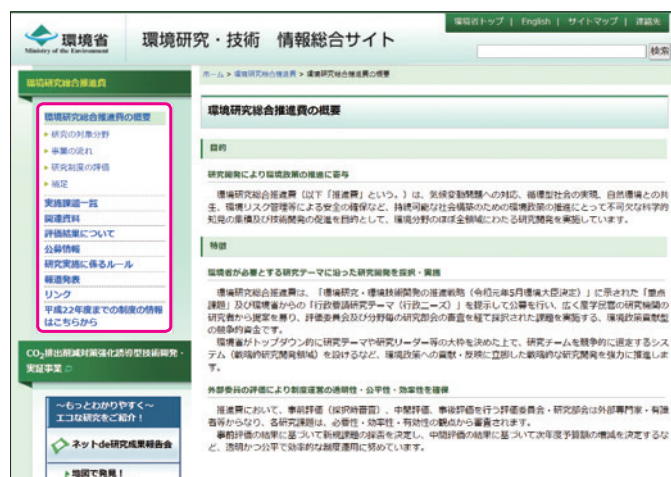 環境省
Ministry of the Environment
環境研究・技術 情報総合サイト
環境省トップ | English | サイトマップ | 連絡先
検索
環境研究総合推進費
ホーム > 環境研究総合推進費 > 環境研究総合推進費の概要
環境研究総合推進費の概要
研究の対象分野
事業の流れ
研究制度の評価
補足
実施課題一覧
関連資料
評価結果について
公募情報
研究実施に係るルール
報道発表
リンク
平成22年度までの制度の情報
はこちらから
CO2排出削減対策強化誘導型技術開発・
実証事業
～もっとわかりやすく～
エコな研究をご紹介！
ネットde研究成果報告会
地図で発見！
環境研究総合推進費の概要
目的
研究開発により環境政策の推進に寄与
環境研究総合推進費（以下「推進費」という。）は、気候変動問題への対応、循環型社会の実現、自然環境との共
生、環境リスク管理等による安全の確保など、持続可能な社会構築のための環境政策の推進にとって不可欠な科学的
知見の集積及び技術開発の促進を目的として、環境分野のほぼ全領域にわたる研究開発を実施しています。
特徴
環境省が必要とする研究テーマに沿った研究開発を採択・実施
環境研究総合推進費は、「環境研究・環境技術開発の推進戦略（令和元年5月環境大臣決定）」に示された「重点
課題」及び環境省からの「行政要請研究テーマ（行政ニーズ）」を提示して公募を行い、広く産学民官の研究機関の
研究者から提案を募り、評価委員会及び分野毎の研究部会の審査を経て採択された課題を実施する、環境政策貢献型
の競争的資金です。
環境省がトップダウン的に研究テーマや研究リーダー等の大枠を決めた上で、研究チームを競争的に選定するシス
テム（戦略的研究開発領域）を設けるなど、環境政策への貢献・反映に立脚した戦略的な研究開発を強力に推進しま
す。
外部委員の評価により制度運営の透明性・公平性・効率性を確保
推進費において、事前評価（採択時審査）、中間評価、事後評価を行う評価委員会・研究部会は外部専門家・有識
者等からなり、各研究課題は、必要性・効率性・有効性の観点から審査されます。
事前評価の結果に基づいて新規課題の採否を決定し、中間評価の結果に基づいて次年度予算額の増減を決定するな
ど、透明かつ公平で効率的な制度運用に努めています。